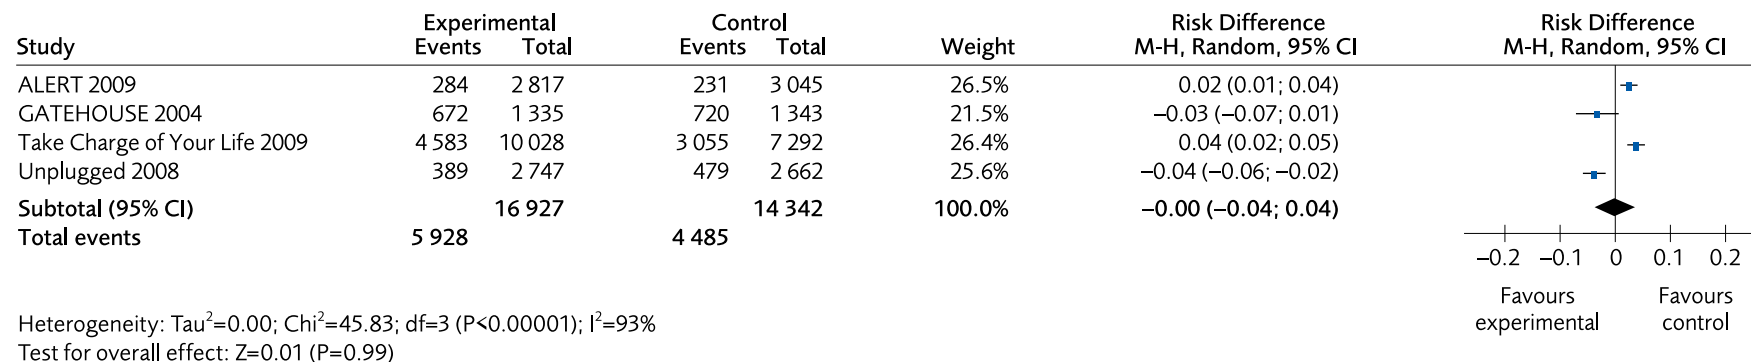 Experimental Control Risk Difference Risk Difference
Study Events Total Events Total Weight M-H, Random, 95% CI M-H, Random, 95% CI
ALERT 2009 284 2 817 231 3 045 26.5% 0.02 (0.01; 0.04)
GATEHOUSE 2004 672 1 335 720 1 343 21.5% –0.03 (–0.07; 0.01)
Take Charge of Your Life 2009 4 583 10 028 3 055 7 292 26.4% 0.04 (0.02; 0.05)
Unplugged 2008 389 2 747 479 2 662 25.6% –0.04 (–0.06; –0.02)
Subtotal (95% CI) 16 927 14 342 100.0% –0.00 (–0.04; 0.04)
Total events 5 928 4 485
–0.2 –0.1 0 0.1 0.2
Favours experimental Favours control
Heterogeneity: Tau²=0.00; Chi²=45.83; df=3 (P<0.00001); I²=93%
Test for overall effect: Z=0.01 (P=0.99)